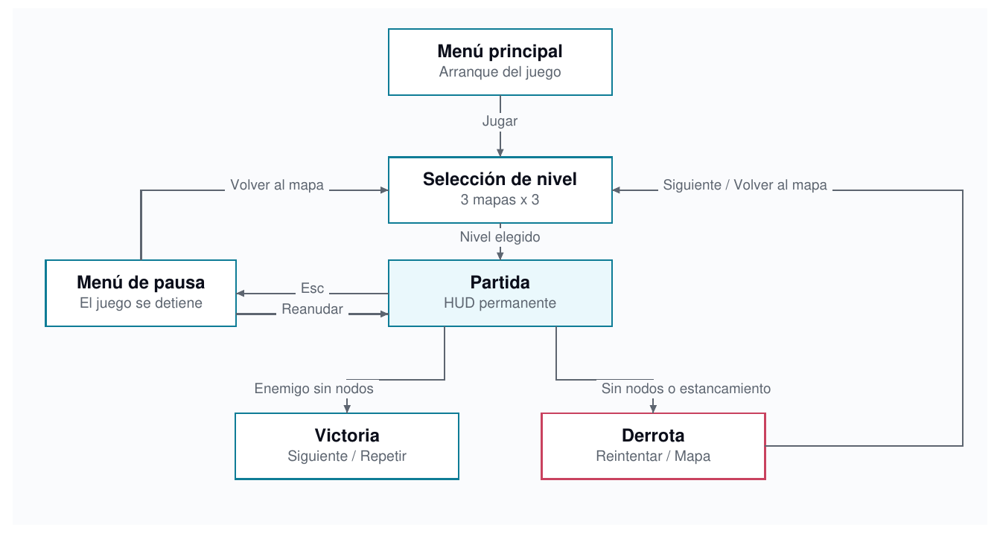 Menú principal
Arranque del juego
Jugar
Volver al mapa
Selección de nivel
3 mapas x 3
Siguiente / Volver al mapa
Nivel elegido
Menú de pausa
El juego se detiene
Esc
Reanudar
Partida
HUD permanente
Enemigo sin nodos
Sin nodos o estancamiento
Victoria
Siguiente / Repetir
Derrota
Reintentar / Mapa